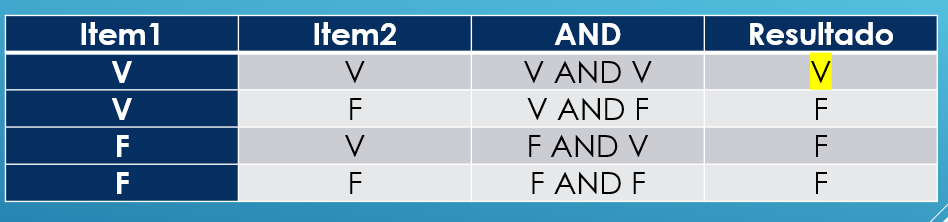 Item1 Item2 AND Resultado
V V V AND V V
V F V AND F F
F V F AND V F
F F F AND F F